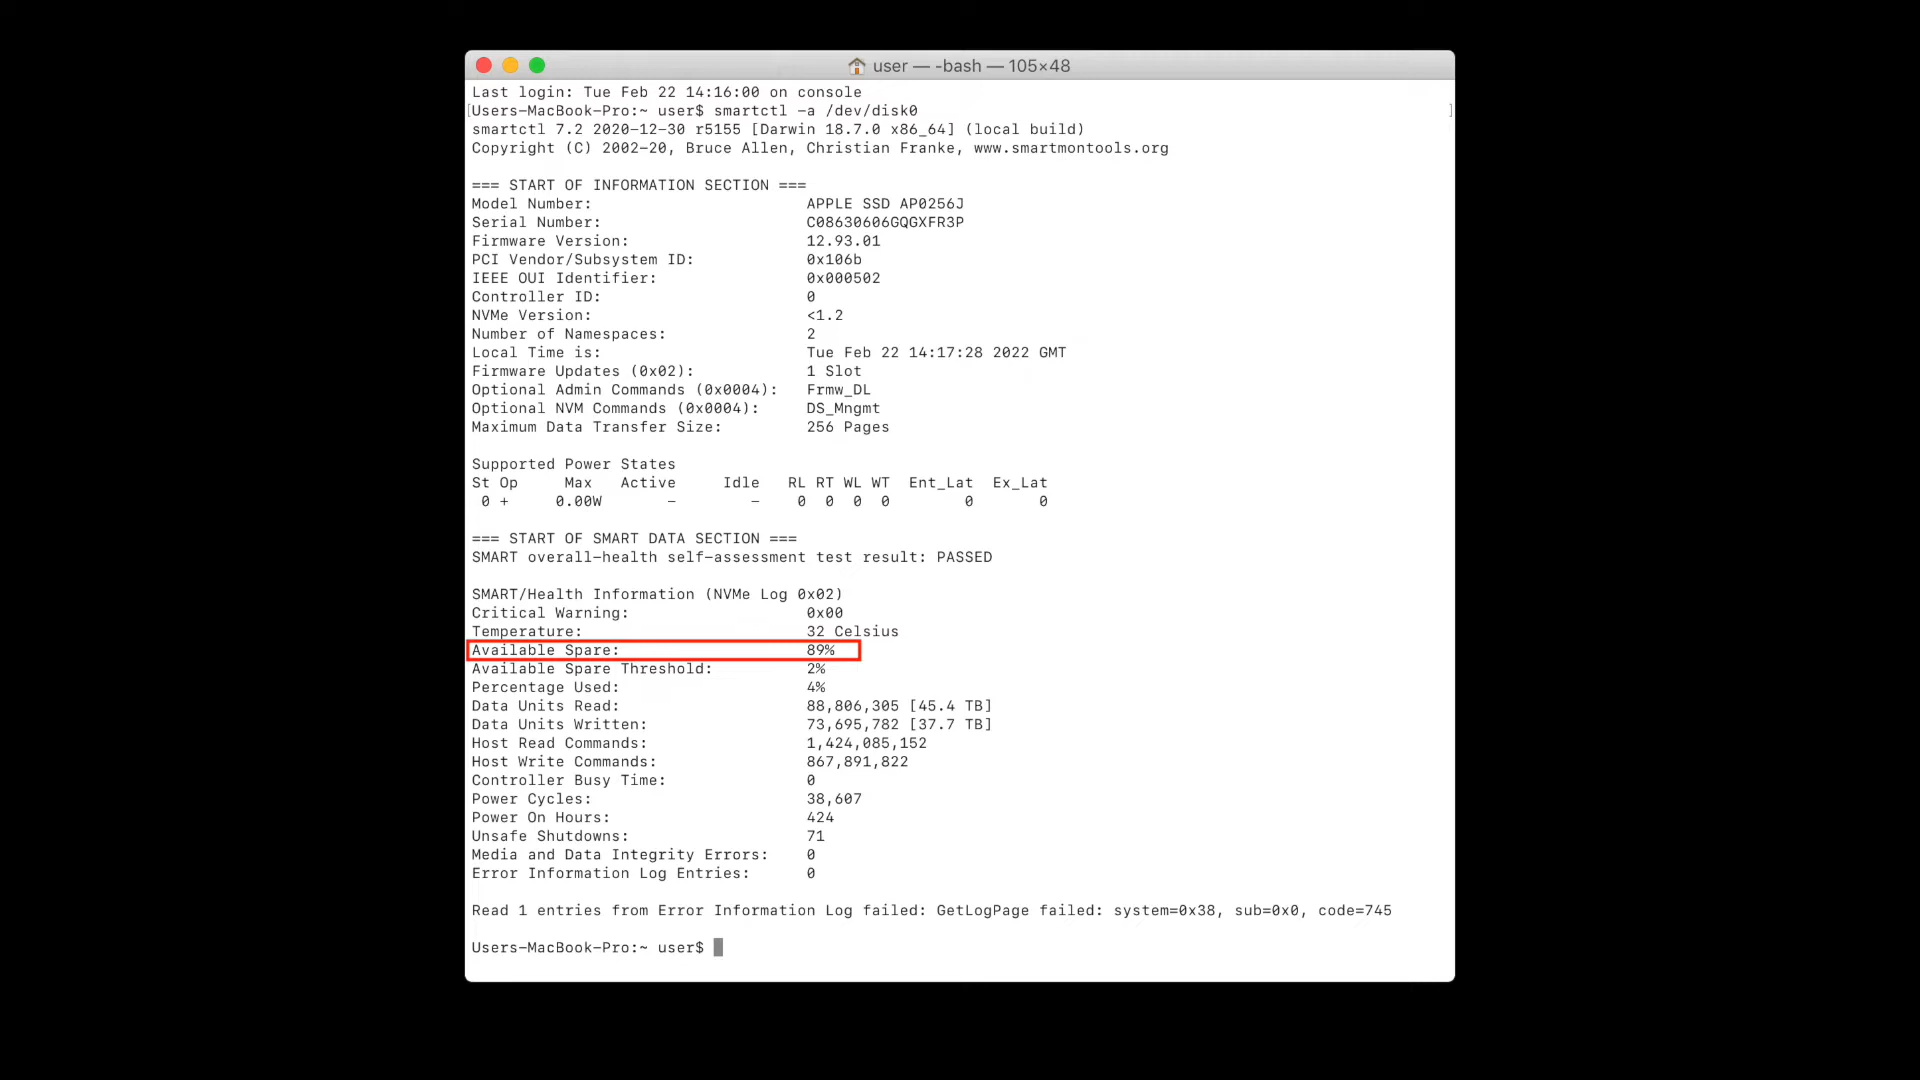 user — -bash — 105×48
Last login: Tue Feb 22 14:16:00 on console
[Users-MacBook-Pro:~ user$ smartctl -a /dev/disk0 ]
smartctl 7.2 2020-12-30 r5155 [Darwin 18.7.0 x86_64] (local build)
Copyright (C) 2002-20, Bruce Allen, Christian Franke, www.smartmontools.org
=== START OF INFORMATION SECTION ===
Model Number: APPLE SSD AP0256J
Serial Number: C08630606GQGXFR3P
Firmware Version: 12.93.01
PCI Vendor/Subsystem ID: 0x106b
IEEE OUI Identifier: 0x000502
Controller ID: 0
NVMe Version: <1.2
Number of Namespaces: 2
Local Time is: Tue Feb 22 14:17:28 2022 GMT
Firmware Updates (0x02): 1 Slot
Optional Admin Commands (0x0004): Frmw_DL
Optional NVM Commands (0x0004): DS_Mngmt
Maximum Data Transfer Size: 256 Pages
Supported Power States
St Op Max Active Idle RL RT WL WT Ent_Lat Ex_Lat
0 + 0.00W - - 0 0 0 0 0 0
=== START OF SMART DATA SECTION ===
SMART overall-health self-assessment test result: PASSED
SMART/Health Information (NVMe Log 0x02)
Critical Warning: 0x00
Temperature: 32 Celsius
Available Spare: 89%
Available Spare Threshold: 2%
Percentage Used: 4%
Data Units Read: 88,806,305 [45.4 TB]
Data Units Written: 73,695,782 [37.7 TB]
Host Read Commands: 1,424,085,152
Host Write Commands: 867,891,822
Controller Busy Time: 0
Power Cycles: 38,607
Power On Hours: 424
Unsafe Shutdowns: 71
Media and Data Integrity Errors: 0
Error Information Log Entries: 0
Read 1 entries from Error Information Log failed: GetLogPage failed: system=0x38, sub=0x0, code=745
Users-MacBook-Pro:~ user$